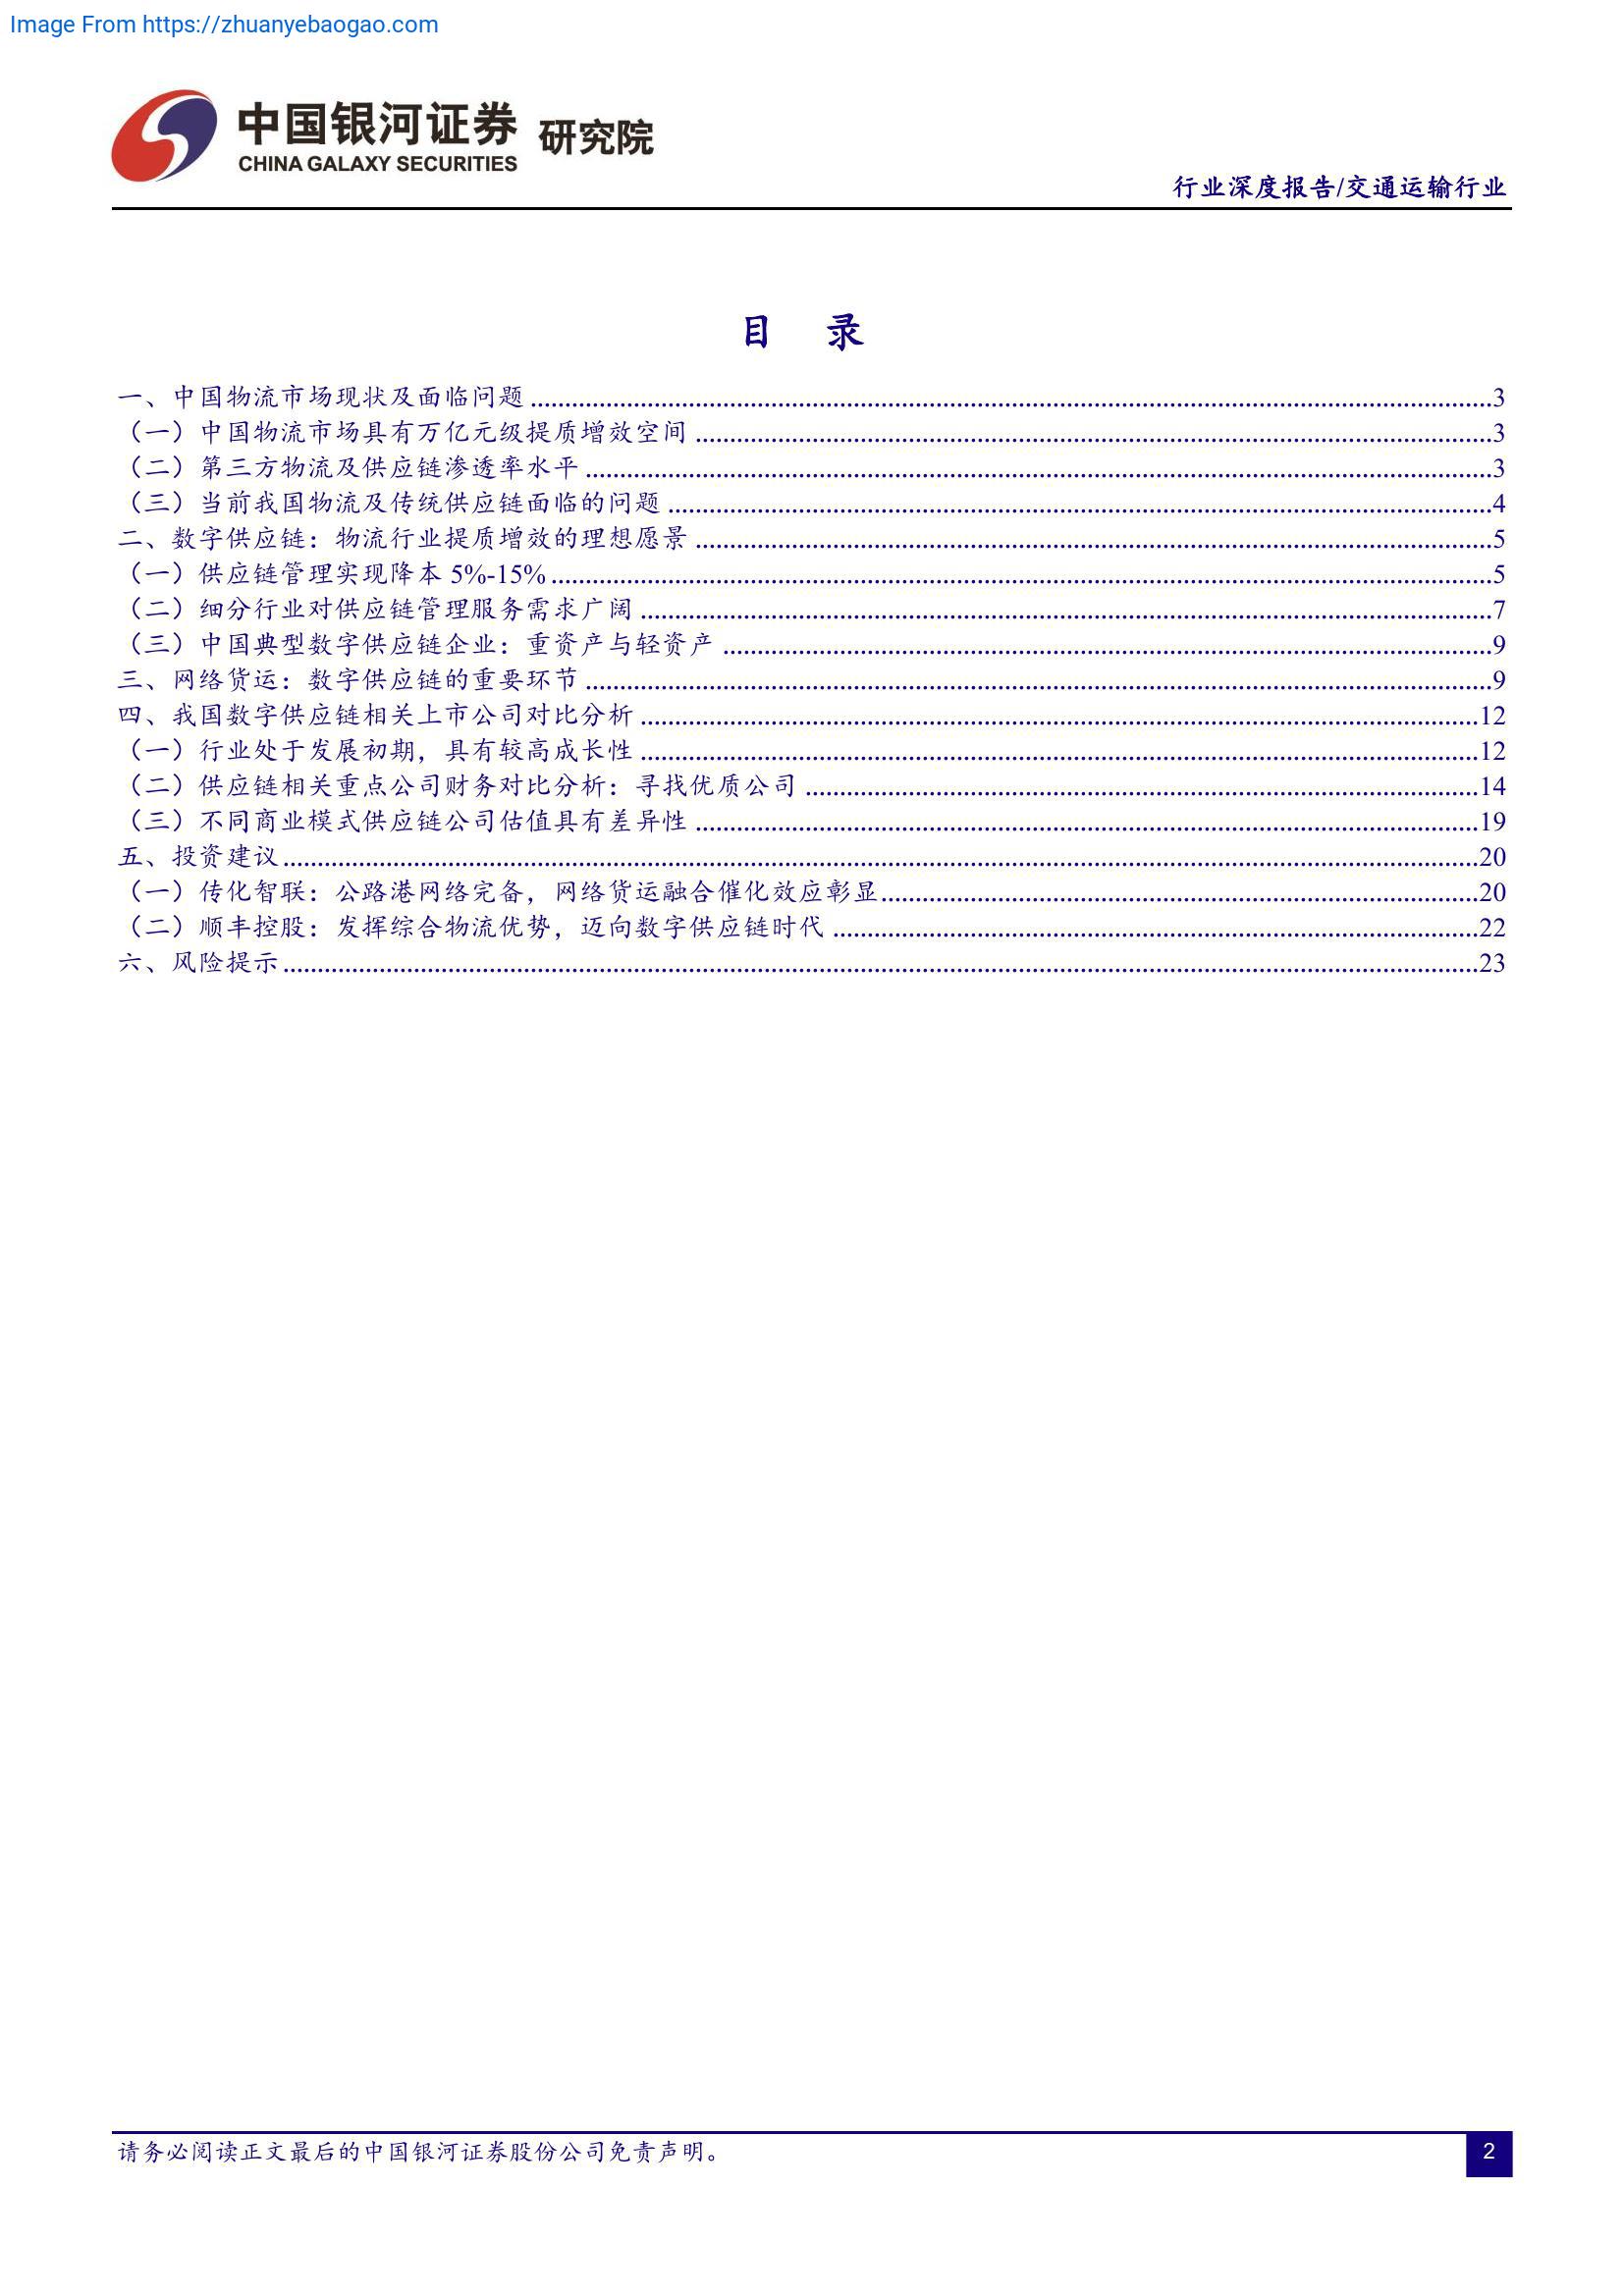 Image From https://zhuanyebaogao.com
中国银河证券 研究院
CHINA GALAXY SECURITIES
行业深度报告/交通运输行业
目 录
一、中国物流市场现状及面临问题 3
（一）中国物流市场具有万亿元级提质增效空间 3
（二）第三方物流及供应链渗透率水平 3
（三）当前我国物流及传统供应链面临的问题 4
二、数字供应链：物流行业提质增效的理想愿景 5
（一）供应链管理实现降本 5%-15% 5
（二）细分行业对供应链管理服务需求广阔 7
（三）中国典型数字供应链企业：重资产与轻资产 9
三、网络货运：数字供应链的重要环节 9
四、我国数字供应链相关上市公司对比分析 12
（一）行业处于发展初期，具有较高成长性 12
（二）供应链相关重点公司财务对比分析：寻找优质公司 14
（三）不同商业模式供应链公司估值具有差异性 19
五、投资建议 20
（一）传化智联：公路港网络完备，网络货运融合催化效应彰显 20
（二）顺丰控股：发挥综合物流优势，迈向数字供应链时代 22
六、风险提示 23
请务必阅读正文最后的中国银河证券股份公司免责声明。
2